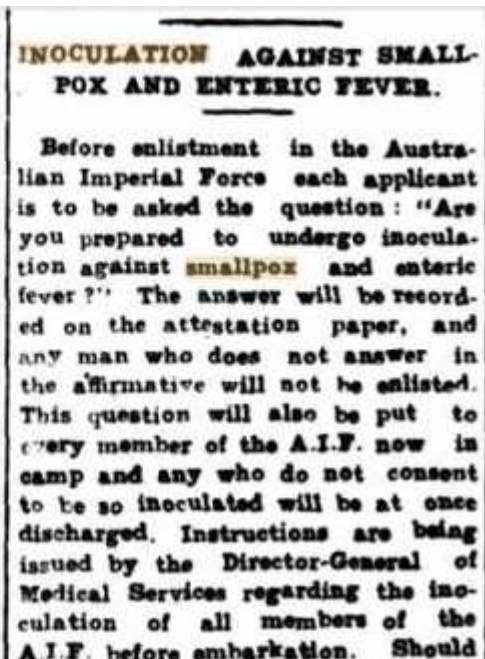 INOCULATION AGAINST SMALL-
POX AND ENTERIC FEVER.
Before enlistment in the Austra-
lian Imperial Force each applicant
is to be asked the question: "Are
you prepared to undergo inocula-
tion against smallpox and enteric
fever?" The answer will be record-
ed on the attestation paper, and
any man who does not answer in
the affirmative will not be enlisted.
This question will also be put to
every member of the A.I.F. now in
camp and any who do not consent
to be so inoculated will be at once
discharged. Instructions are being
issued by the Director-General of
Medical Services regarding the ino-
culation of all members of the
A.I.F. before embarkation. Should